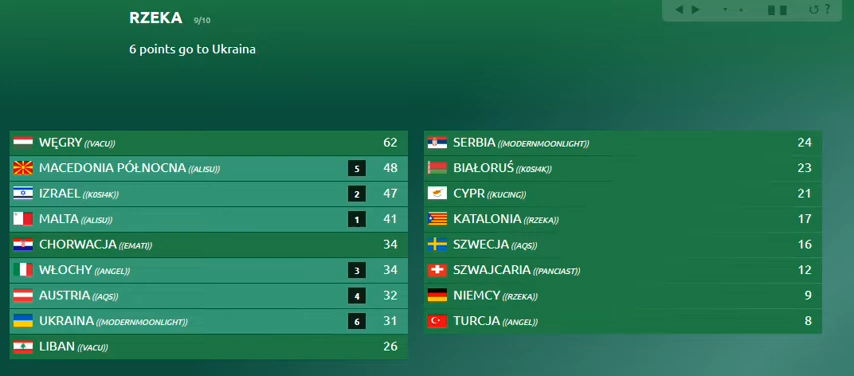 RZEKA 9/10
6 points go to Ukraina
?
WĘGRY ((VACU)) 62
MACEDONIA PÓŁNOCNA ((ALISU)) 5 48
IZRAEL ((K0SI4K)) 2 47
MALTA ((ALISU)) 1 41
CHORWACJA ((EMATI)) 34
WŁOCHY ((ANGEL)) 3 34
AUSTRIA ((AQS)) 4 32
UKRAINA ((MODERNMOONLIGHT)) 6 31
LIBAN ((VACU)) 26
SERBIA ((MODERNMOONLIGHT)) 24
BIAŁORUŚ ((K0SI4K)) 23
CYPR ((KUCING)) 21
KATALONIA ((RZEKA)) 17
SZWECJA ((AQS)) 16
SZWAJCARIA ((PANCIAST)) 12
NIEMCY ((RZEKA)) 9
TURCJA ((ANGEL)) 8